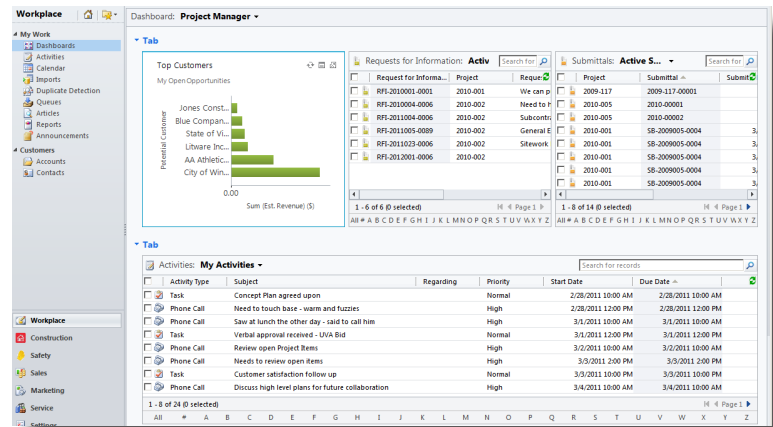 Workplace
My Work
Dashboards
Activities
Calendar
Imports
Duplicate Detection
Queues
Articles
Reports
Announcements
Customers
Accounts
Contacts
Workplace
Construction
Safety
Sales
Marketing
Service
Settings
Dashboard: Project Manager
Tab
Top Customers
My Open Opportunities
Potential Customer
Jones Const...
Blue Compan...
State of Vi...
Litware Inc...
AA Athletic...
City of Win...
0.00
Sum (Est. Revenue) ($)
Requests for Information: Activ
Search for
Request for Informa... Project Reque
RFI-2010001-0001 2010-001 We can p
RFI-2010004-0006 2010-002 Need to h
RFI-2011004-0006 2010-002 Subcontra
RFI-2011005-0089 2010-002 General E
RFI-2011023-0006 2010-002 Sitework
RFI-2012001-0006 2010-002
1 - 6 of 6 (0 selected) Page 1
All # A B C D E F G H I J K L M N O P Q R S T U V W X Y Z
Submittals: Active S...
Search for
Project Submittal Submit
2009-117 2009-117-00001
2010-005 2010-00001
2010-005 2010-00002
2010-001 SB-2009005-0004 3/
2010-001 SB-2009005-0004 3/
2010-001 SB-2009005-0004 3/
2010-001 SB-2009005-0004 3/
2010-001 SB-2009005-0004 3/
1 - 8 of 14 (0 selected) Page 1
All # A B C D E F G H I J K L M N O P Q R S T U V W X Y Z
Tab
Activities: My Activities
Search for records
Activity Type Subject Regarding Priority Start Date Due Date
Task Concept Plan agreed upon Normal 2/28/2011 10:00 AM 2/28/2011 10:00 AM
Phone Call Need to touch base - warm and fuzzies High 2/28/2011 12:00 PM 2/28/2011 12:00 PM
Phone Call Saw at lunch the other day - said to call him High 3/1/2011 10:00 AM 3/1/2011 10:00 AM
Task Verbal approval received - UVA Bid Normal 3/1/2011 12:00 PM 3/1/2011 12:00 PM
Phone Call Review open Project Items High 3/2/2011 10:00 AM 3/2/2011 10:00 AM
Phone Call Needs to review open items High 3/3/2011 2:00 PM 3/3/2011 2:00 PM
Task Customer satisfaction follow up Normal 3/3/2011 10:00 PM 3/3/2011 10:00 AM
Phone Call Discuss high level plans for future collaboration High 3/4/2011 10:00 AM 3/4/2011 10:00 AM
1 - 8 of 24 (0 selected) Page 1
All # A B C D E F G H I J K L M N O P Q R S T U V W X Y Z